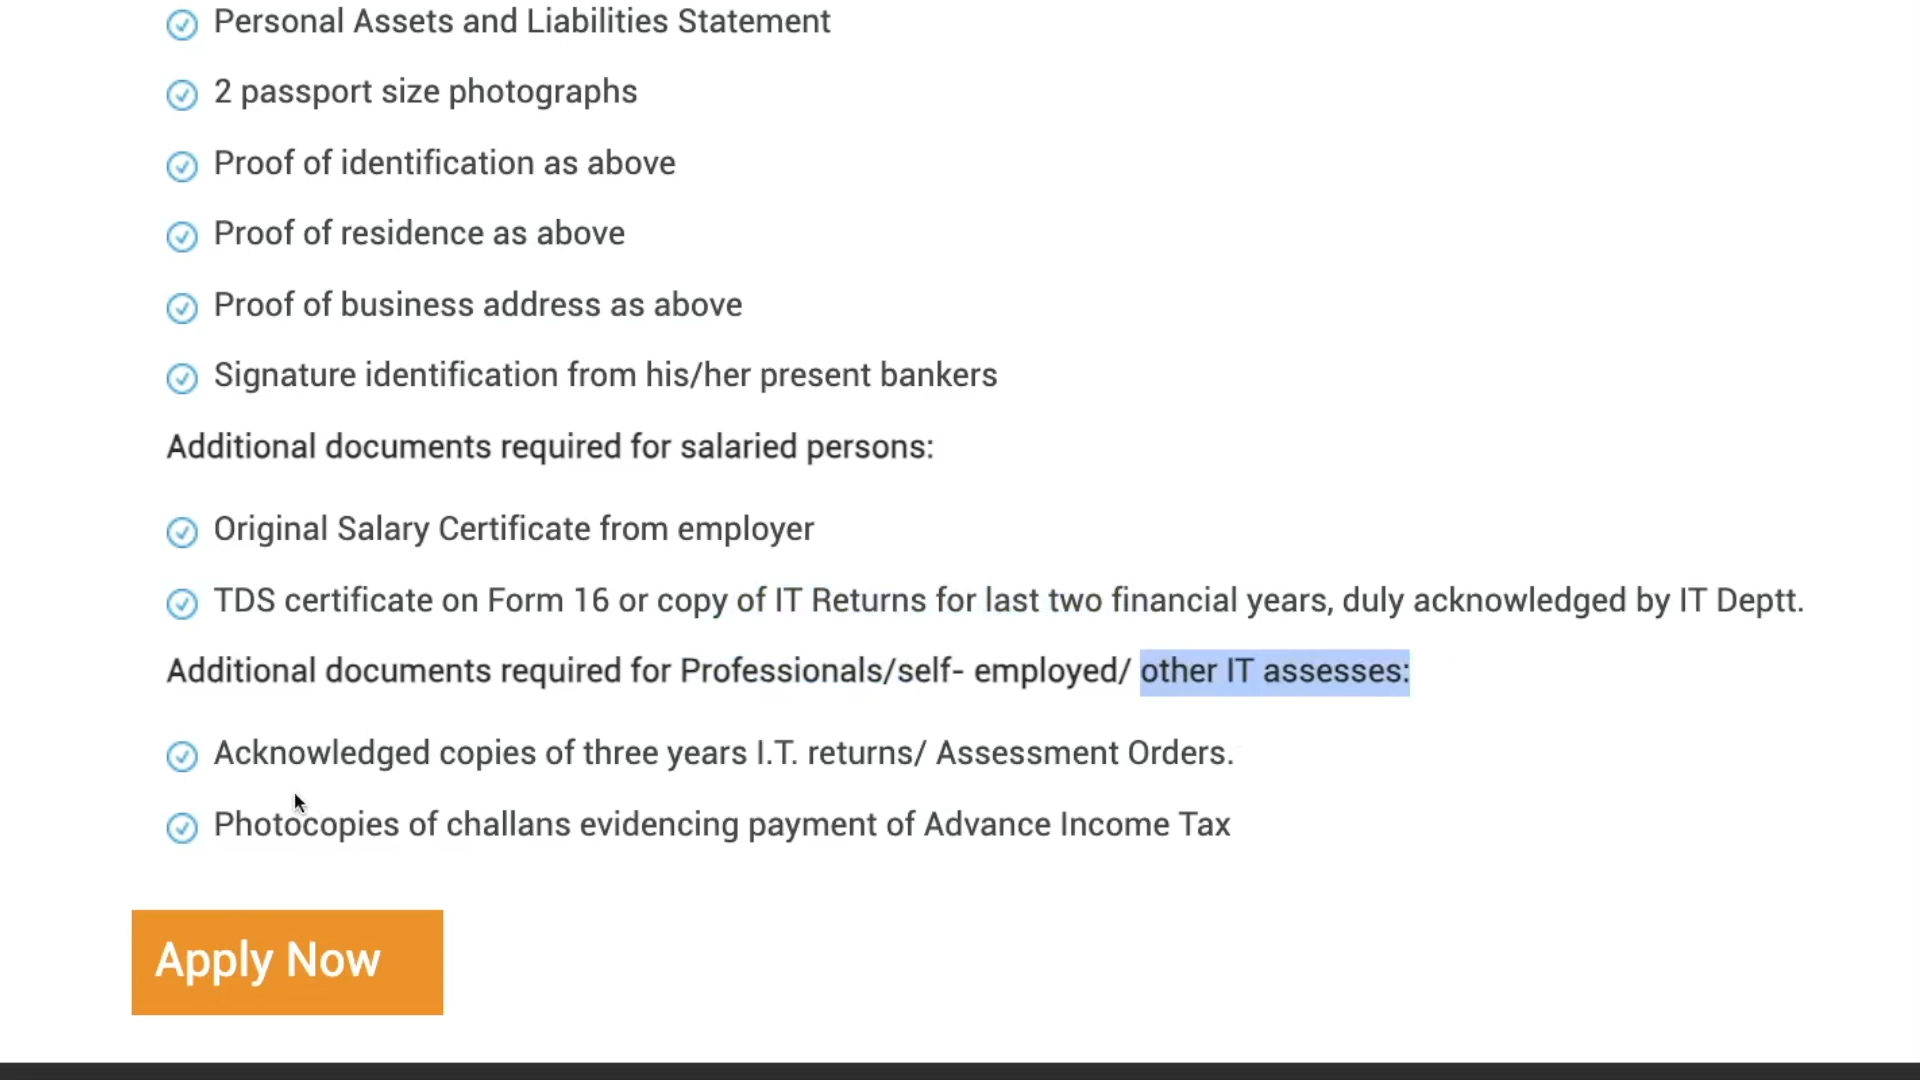 Personal Assets and Liabilities Statement
2 passport size photographs
Proof of identification as above
Proof of residence as above
Proof of business address as above
Signature identification from his/her present bankers
Additional documents required for salaried persons:
Original Salary Certificate from employer
TDS certificate on Form 16 or copy of IT Returns for last two financial years, duly acknowledged by IT Deptt.
Additional documents required for Professionals/self- employed/ other IT assesses:
Acknowledged copies of three years I.T. returns/ Assessment Orders.
Photocopies of challans evidencing payment of Advance Income Tax
Apply Now